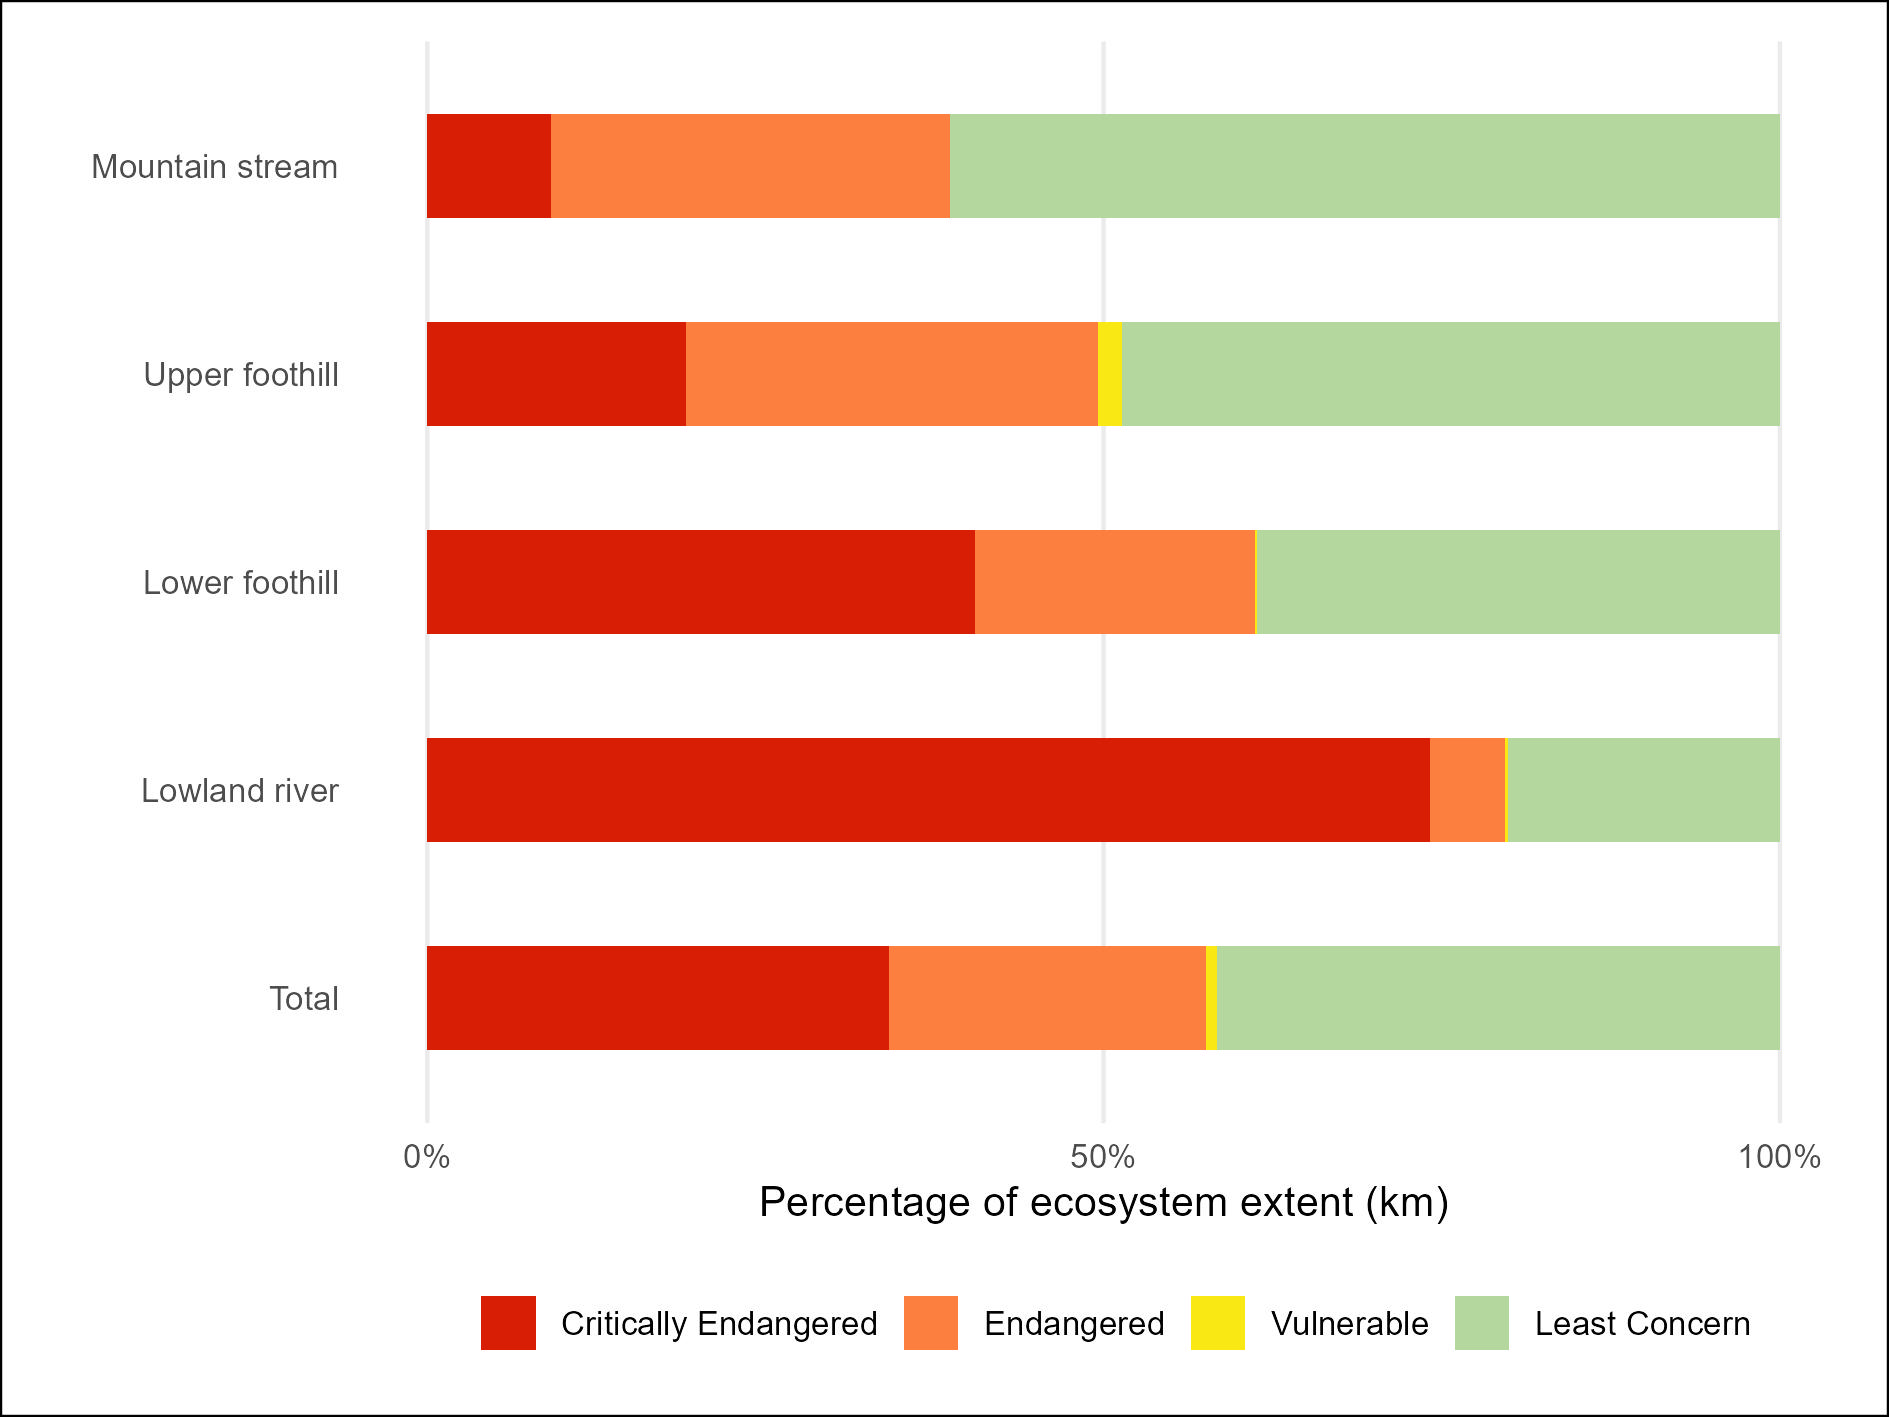 Mountain stream
Upper foothill
Lower foothill
Lowland river
Total
0% 50% 100%
Percentage of ecosystem extent (km)
Critically Endangered Endangered Vulnerable Least Concern